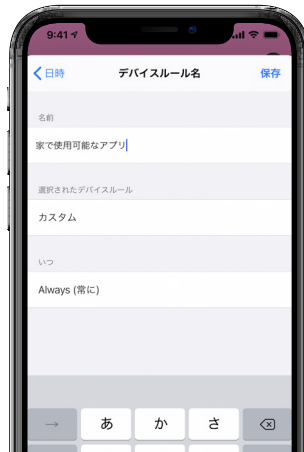 9:41
日時
デバイスルール名
保存
名前
家で使用可能なアプリ
選択されたデバイスルール
カスタム
いつ
Always (常に)
→ あ か さ